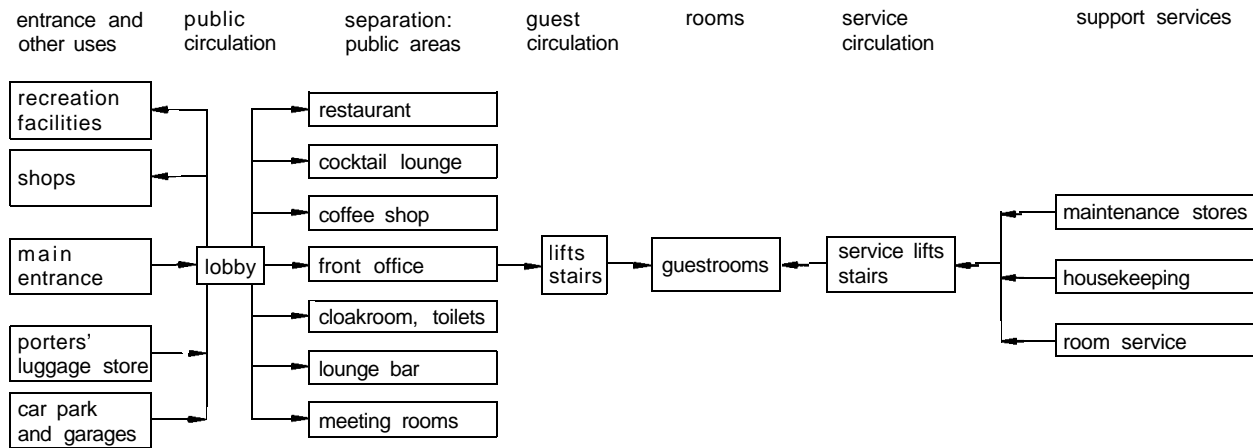 entrance and
other uses
public
circulation
separation:
public areas
guest
circulation
rooms
service
circulation
support services
recreation
facilities
shops
main
entrance
porters’
luggage store
car park
and garages
lobby
restaurant
cocktail lounge
coffee shop
front office
cloakroom, toilets
lounge bar
meeting rooms
lifts
stairs
guestrooms
service lifts
stairs
maintenance stores
housekeeping
room service